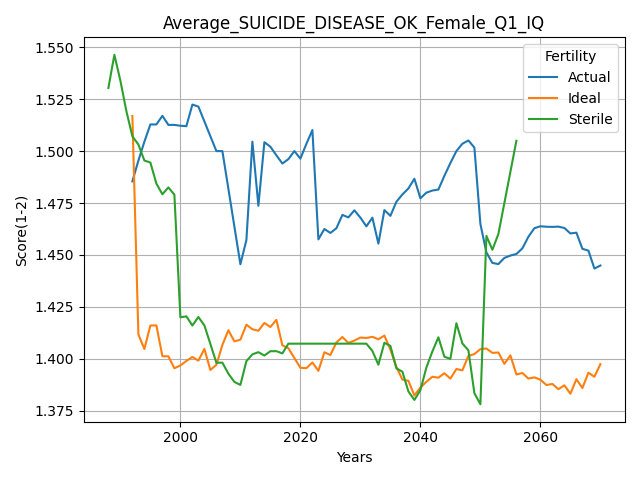 Average_SUICIDE_DISEASE_OK_Female_Q1_IQ
Fertility
Actual
Ideal
Sterile
Score(1-2)
1.550
1.525
1.500
1.475
1.450
1.425
1.400
1.375
2000
2020
2040
2060
Years